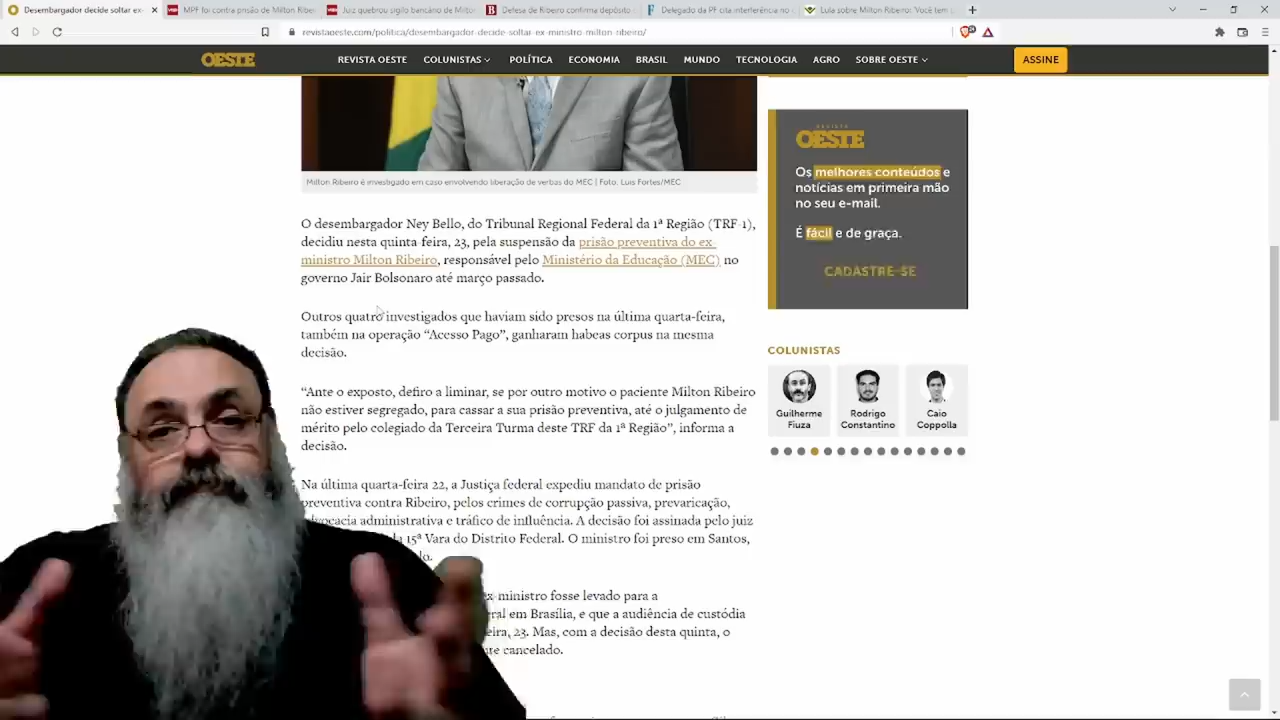 Desembargador decide soltar ex-
MPF foi contra prisão de Milton Ribei
Juiz quebrou sigilo bancário de Milto
Defesa de Ribeiro confirma depósito
Delegado da PF cita interferência no
Lula sobre Milton Ribeiro: 'Você tem
revistaoeste.com/politica/desembargador-decide-soltar-ex-ministro-milton-ribeiro/
OESTE
REVISTA OESTE
COLUNISTAS
POLÍTICA
ECONOMIA
BRASIL
MUNDO
TECNOLOGIA
AGRO
SOBRE OESTE
ASSINE
Milton Ribeiro é investigado em caso envolvendo liberação de verbas do MEC | Foto: Luis Fortes/MEC
O desembargador Ney Bello, do Tribunal Regional Federal da 1ª Região (TRF-1),
decidiu nesta quinta-feira, 23, pela suspensão da prisão preventiva do ex-
ministro Milton Ribeiro, responsável pelo Ministério da Educação (MEC) no
governo Jair Bolsonaro até março passado.
Outros quatro investigados que haviam sido presos na última quarta-feira,
também na operação “Acesso Pago”, ganharam habeas corpus na mesma
decisão.
“Ante o exposto, defiro a liminar, se por outro motivo o paciente Milton Ribeiro
não estiver segregado, para cassar a sua prisão preventiva, até o julgamento de
mérito pelo colegiado da Terceira Turma deste TRF da 1ª Região”, informa a
decisão.
Na última quarta-feira 22, a Justiça federal expediu mandato de prisão
preventiva contra Ribeiro, pelos crimes de corrupção passiva, prevaricação,
advocacia administrativa e tráfico de influência. A decisão foi assinada pelo juiz
da 15ª Vara do Distrito Federal. O ministro foi preso em Santos,
ex-ministro fosse levado para a
em Brasília, e que a audiência de custódia
23. Mas, com a decisão desta quinta, o
cancelado.
REVISTA
OESTE
Os melhores conteúdos e
notícias em primeira mão
no seu e-mail.
É fácil e de graça.
CADASTRE-SE
COLUNISTAS
Guilherme
Fiuza
Rodrigo
Constantino
Caio
Coppolla